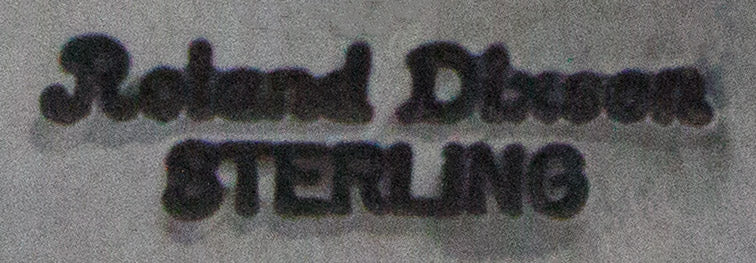 Roland Dixson
STERLING